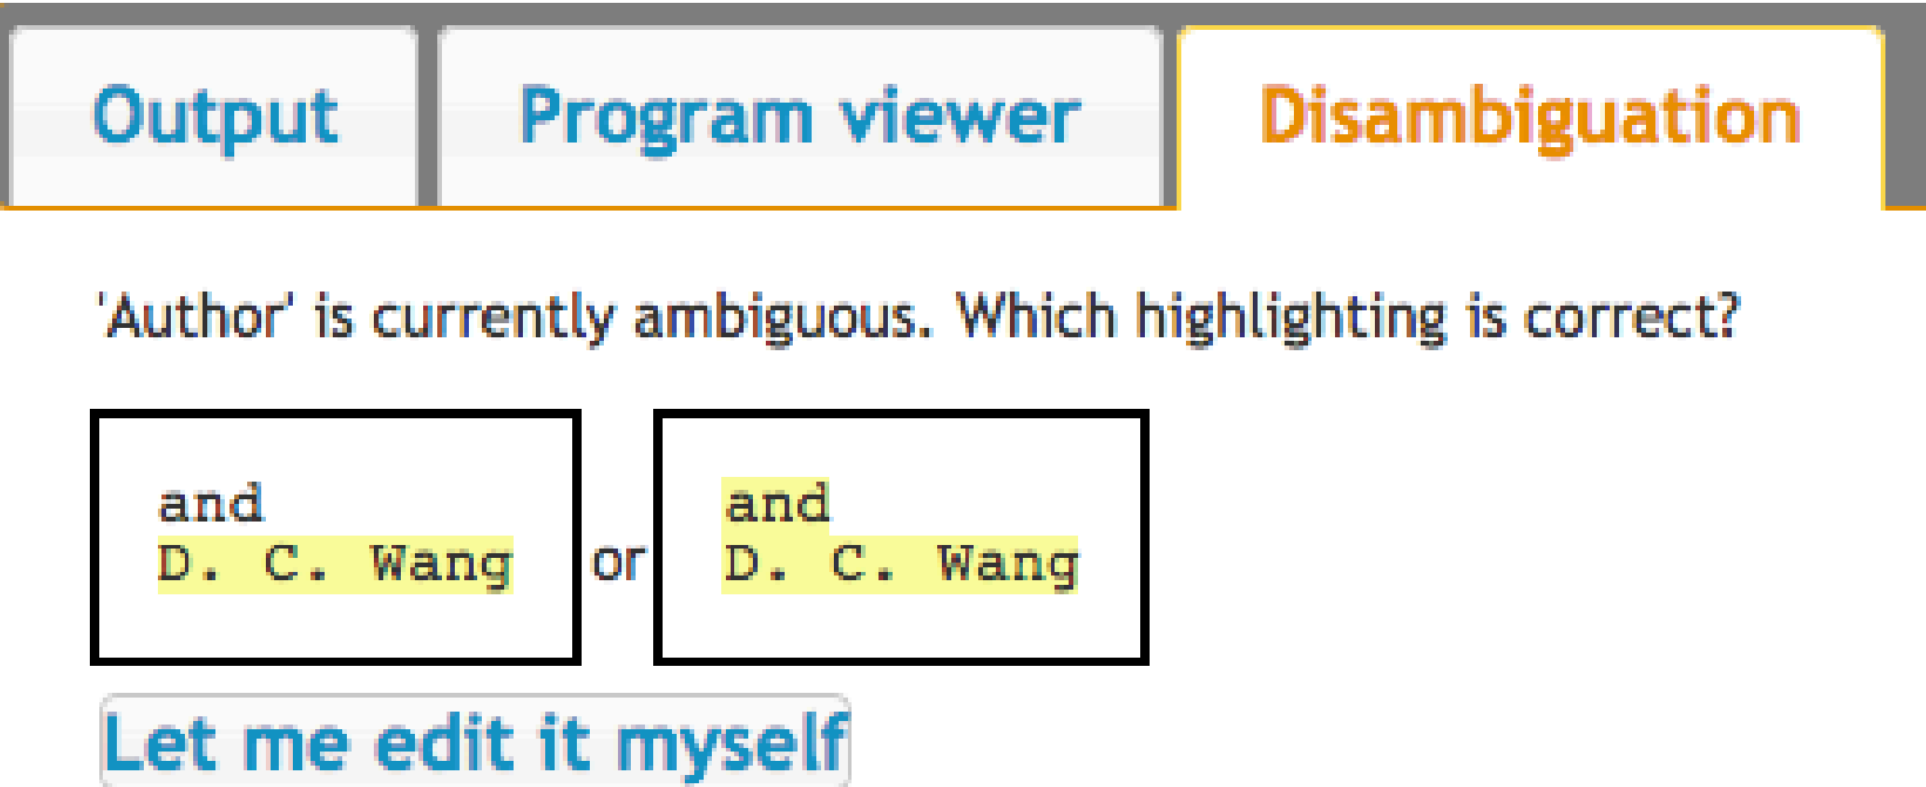 Output Program viewer Disambiguation
'Author' is currently ambiguous. Which highlighting is correct?
and
D. C. Wang
or
and
D. C. Wang
Let me edit it myself